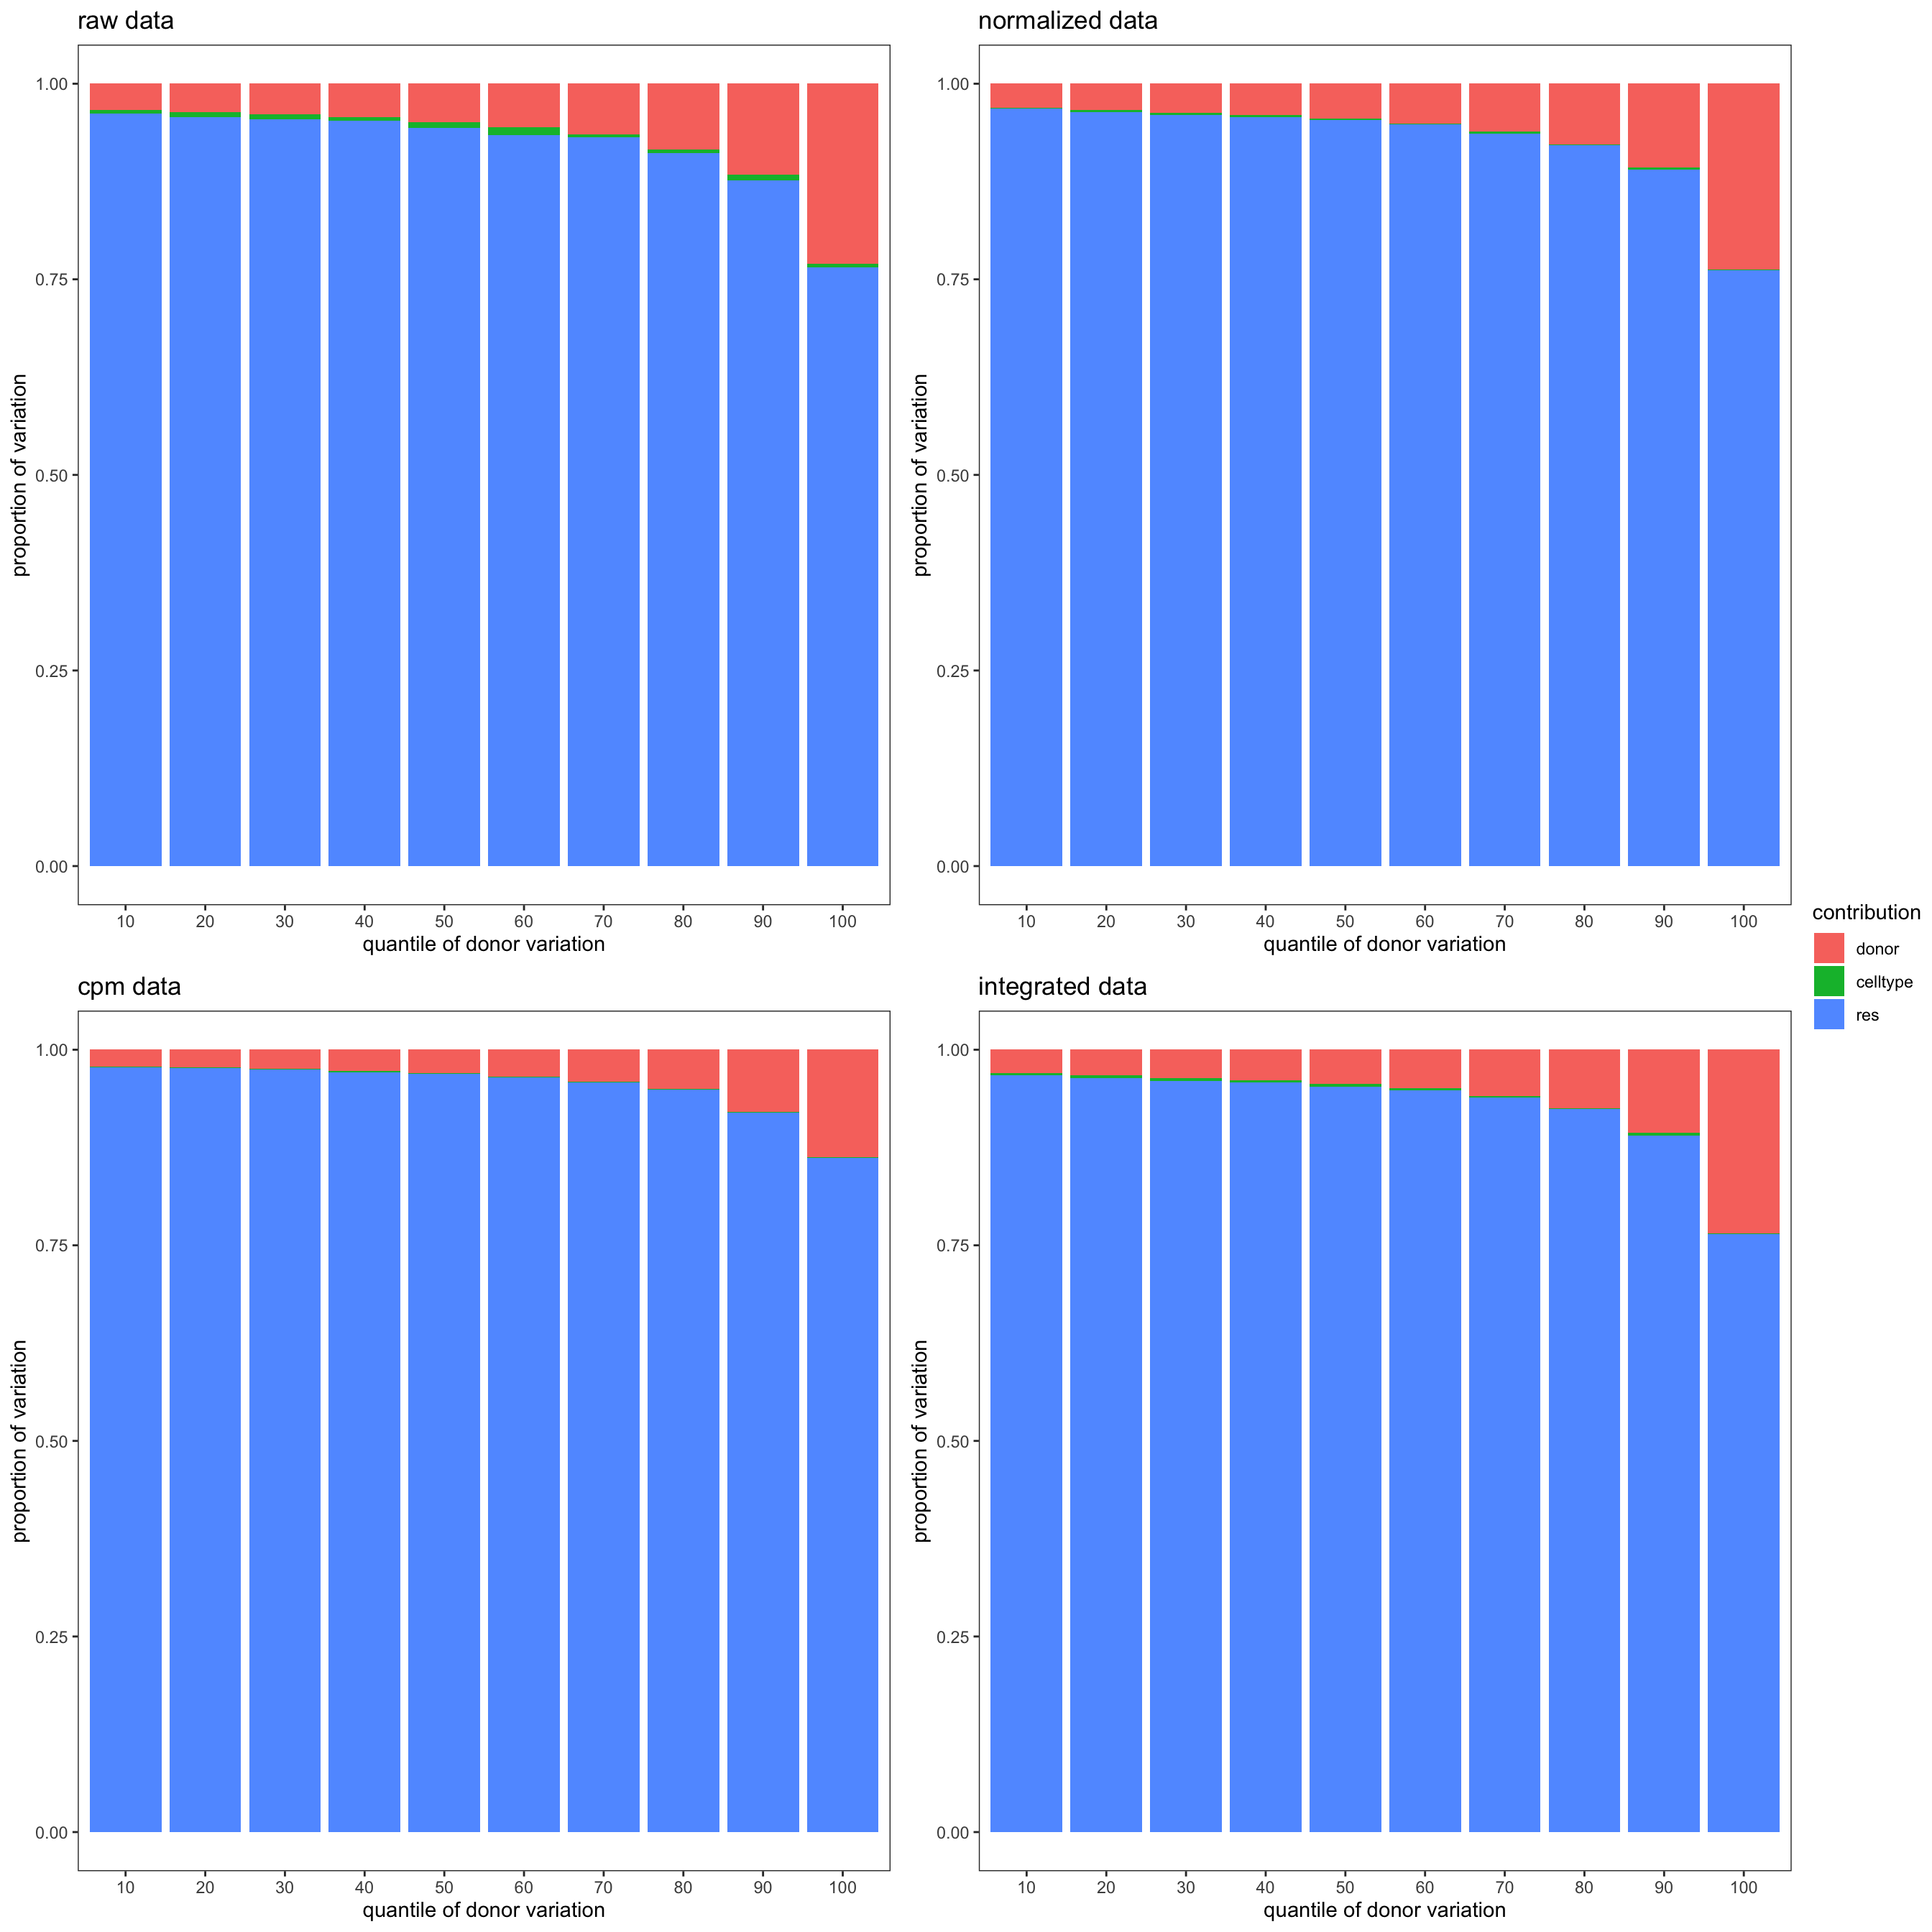 raw data
proportion of variation
1.00
0.75
0.50
0.25
0.00
10 20 30 40 50 60 70 80 90 100
quantile of donor variation
normalized data
proportion of variation
1.00
0.75
0.50
0.25
0.00
10 20 30 40 50 60 70 80 90 100
quantile of donor variation
cpm data
proportion of variation
1.00
0.75
0.50
0.25
0.00
10 20 30 40 50 60 70 80 90 100
quantile of donor variation
integrated data
proportion of variation
1.00
0.75
0.50
0.25
0.00
10 20 30 40 50 60 70 80 90 100
quantile of donor variation
contribution
donor
celltype
res